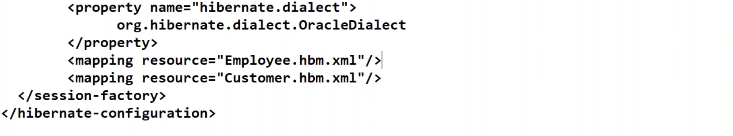 <property name="hibernate.dialect">
org.hibernate.dialect.OracleDialect
</property>
<mapping resource="Employee.hbm.xml"/>
<mapping resource="Customer.hbm.xml"/>
</session-factory>
</hibernate-configuration>